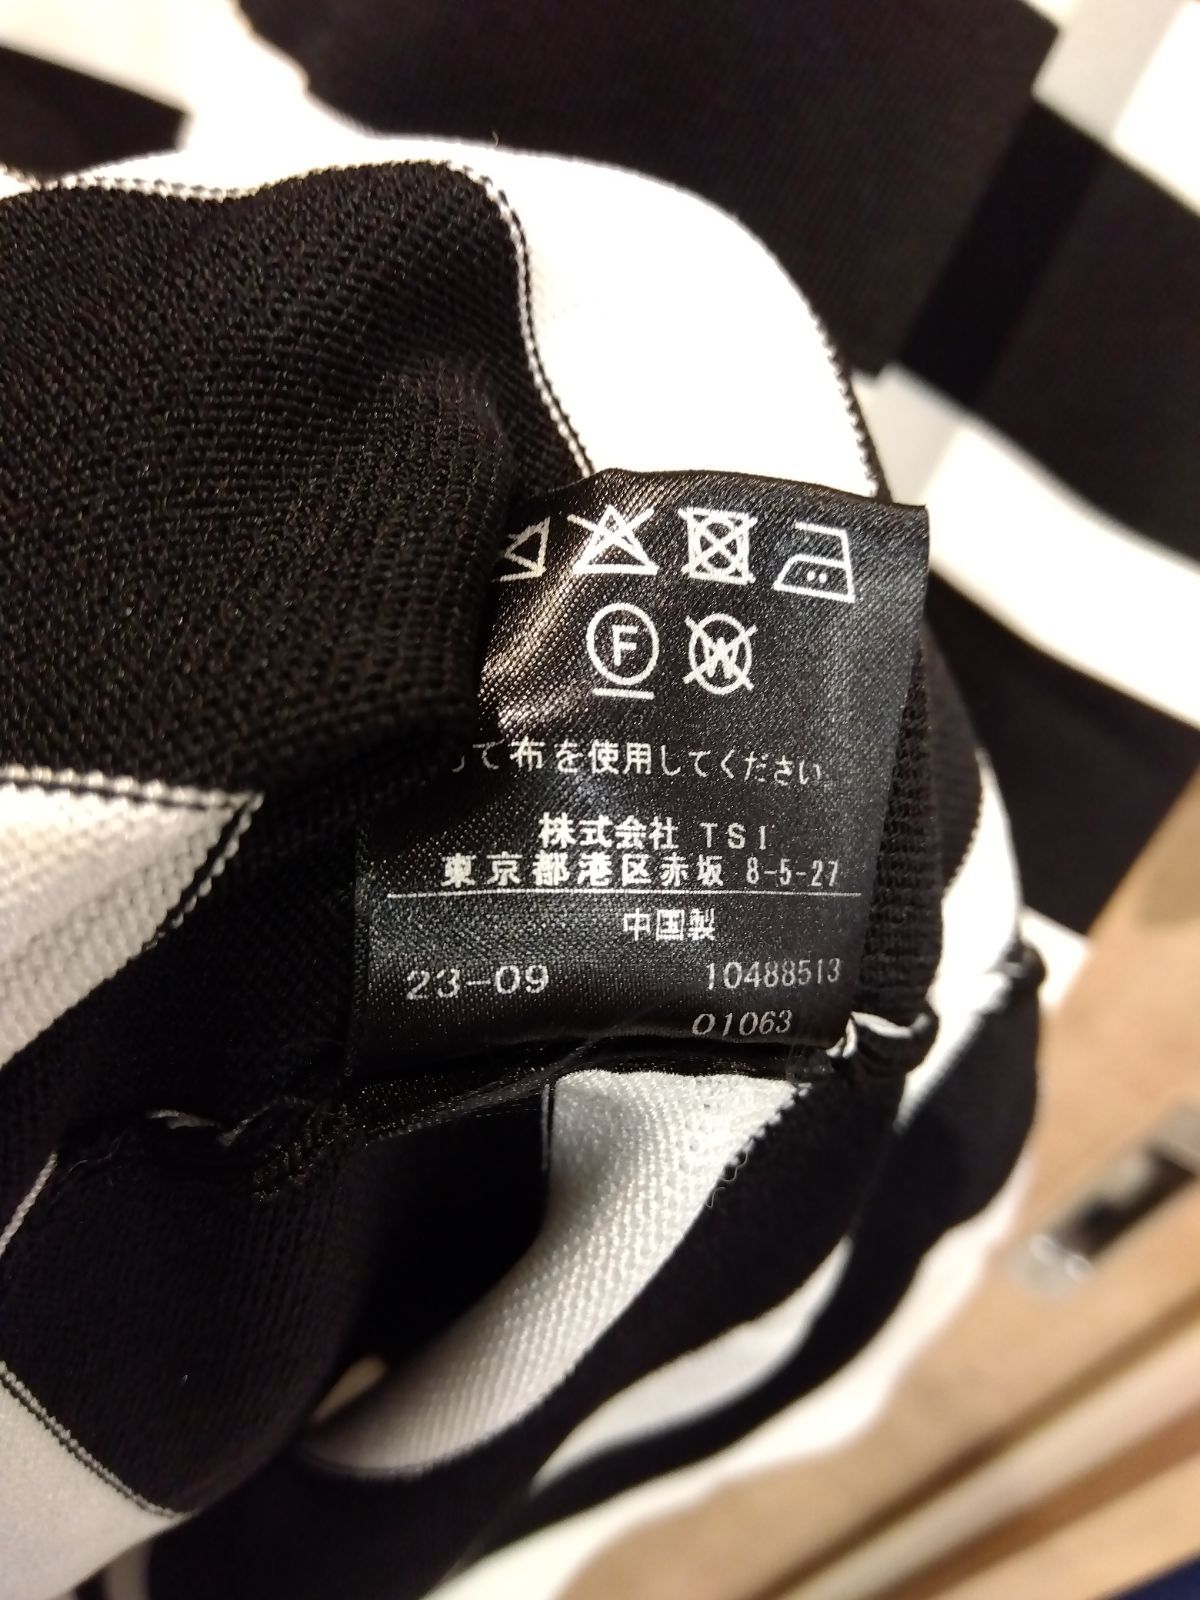 F W
て布を使用してください
株式会社 TSI
東京都港区赤坂 8-5-27
中国製
23-09 10488513
01063